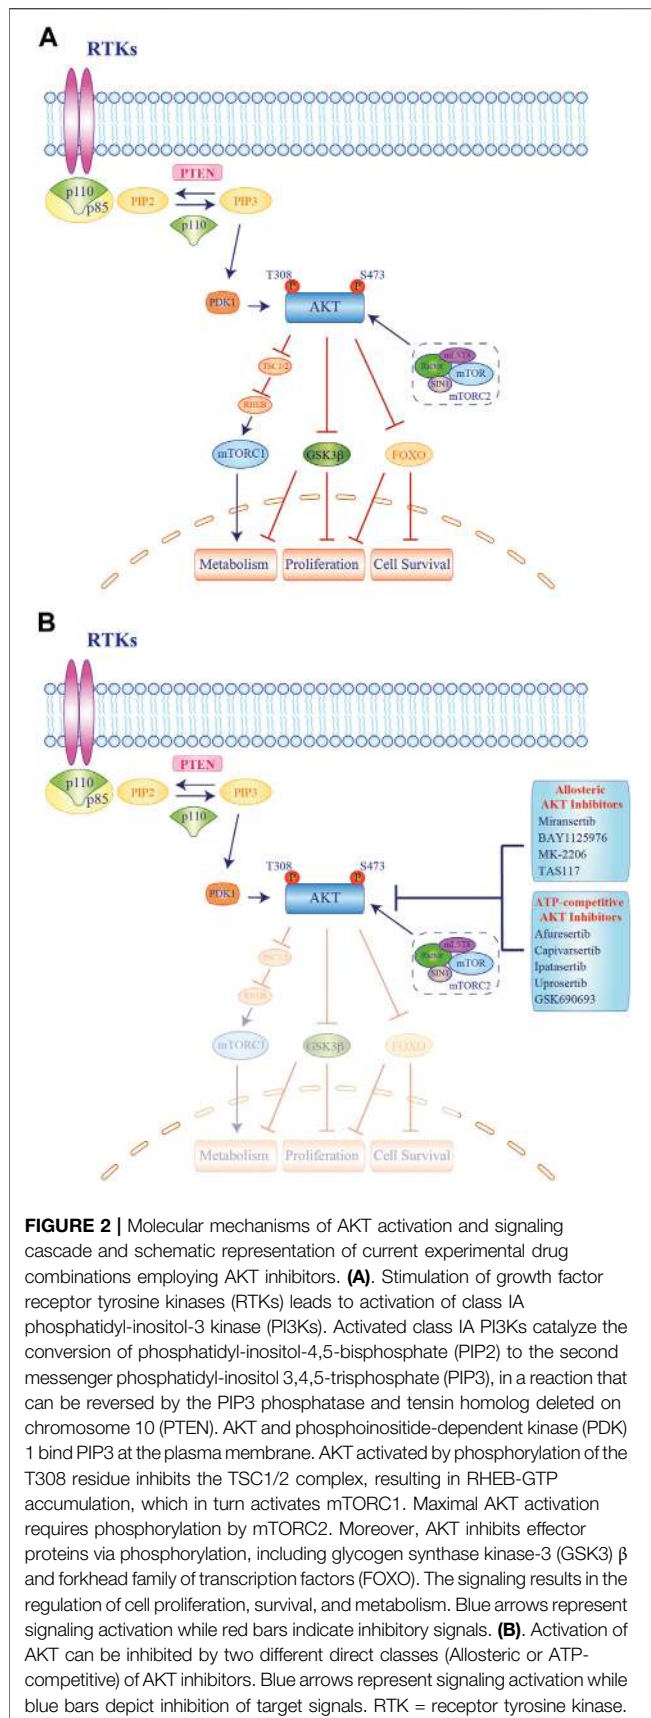 A
RTKs
PTEN
p110
p85
PIP2
PIP3
p110
T308
S473
P
P
PDK1
AKT
TSC1/2
mLST8
Rictor
mTOR
SIN1
mTORC2
RHEB
mTORC1
GSK3β
FOXO
Metabolism
Proliferation
Cell Survival
B
RTKs
PTEN
p110
p85
PIP2
PIP3
p110
Allosteric
AKT Inhibitors
Miransertib
BAY1125976
MK-2206
TAS117
T308
S473
P
P
PDK1
AKT
ATP-competitive
AKT Inhibitors
Afuresertib
Capivarsertib
Ipatasertib
Uprosertib
GSK690693
TSC1/2
mLST8
Rictor
mTOR
SIN1
mTORC2
RHEB
mTORC1
GSK3β
FOXO
Metabolism
Proliferation
Cell Survival
FIGURE 2 | Molecular mechanisms of AKT activation and signaling
cascade and schematic representation of current experimental drug
combinations employing AKT inhibitors. (A). Stimulation of growth factor
receptor tyrosine kinases (RTKs) leads to activation of class IA
phosphatidyl-inositol-3 kinase (PI3Ks). Activated class IA PI3Ks catalyze the
conversion of phosphatidyl-inositol-4,5-bisphosphate (PIP2) to the second
messenger phosphatidyl-inositol 3,4,5-trisphosphate (PIP3), in a reaction that
can be reversed by the PIP3 phosphatase and tensin homolog deleted on
chromosome 10 (PTEN). AKT and phosphoinositide-dependent kinase (PDK)
1 bind PIP3 at the plasma membrane. AKT activated by phosphorylation of the
T308 residue inhibits the TSC1/2 complex, resulting in RHEB-GTP
accumulation, which in turn activates mTORC1. Maximal AKT activation
requires phosphorylation by mTORC2. Moreover, AKT inhibits effector
proteins via phosphorylation, including glycogen synthase kinase-3 (GSK3) β
and forkhead family of transcription factors (FOXO). The signaling results in the
regulation of cell proliferation, survival, and metabolism. Blue arrows represent
signaling activation while red bars indicate inhibitory signals. (B). Activation of
AKT can be inhibited by two different direct classes (Allosteric or ATP-
competitive) of AKT inhibitors. Blue arrows represent signaling activation while
blue bars depict inhibition of target signals. RTK = receptor tyrosine kinase.